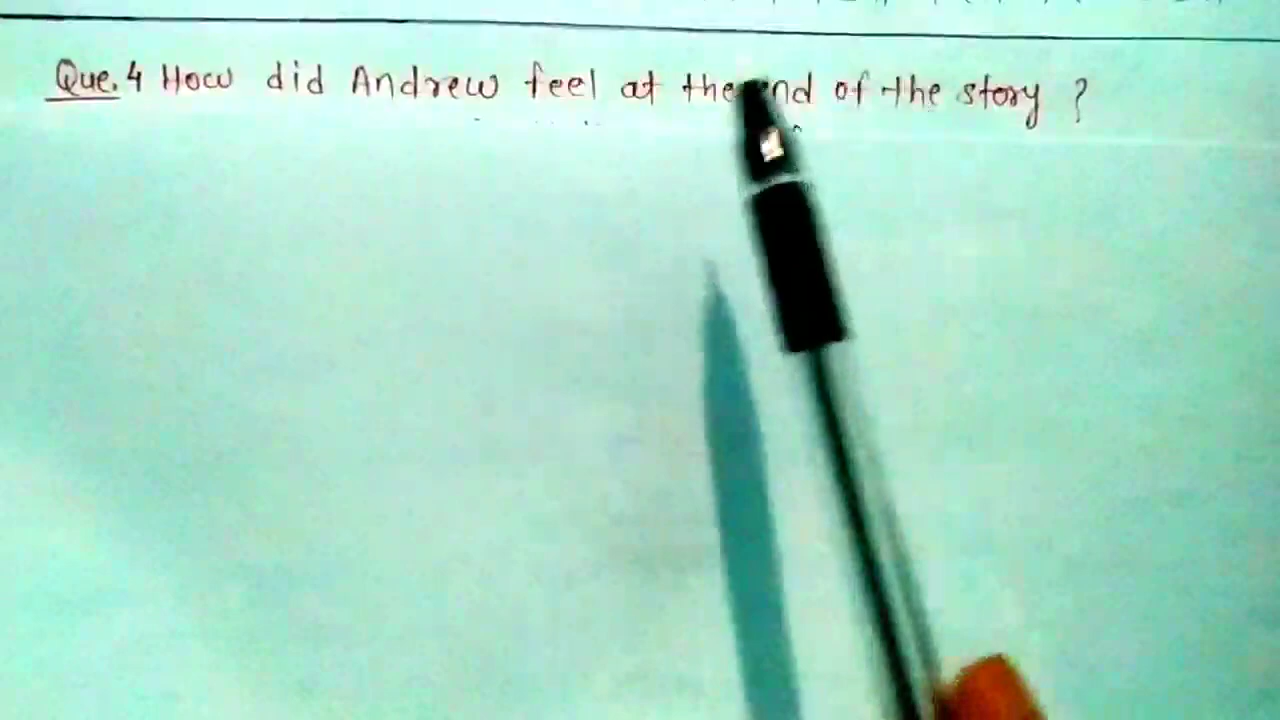 Que. 4 How did Andrew feel at the end of the story ?